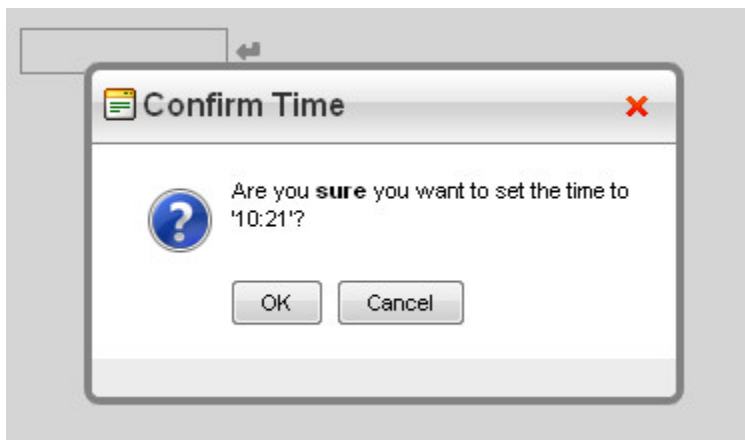 Confirm Time
Are you sure you want to set the time to
'10:21'?
OK
Cancel